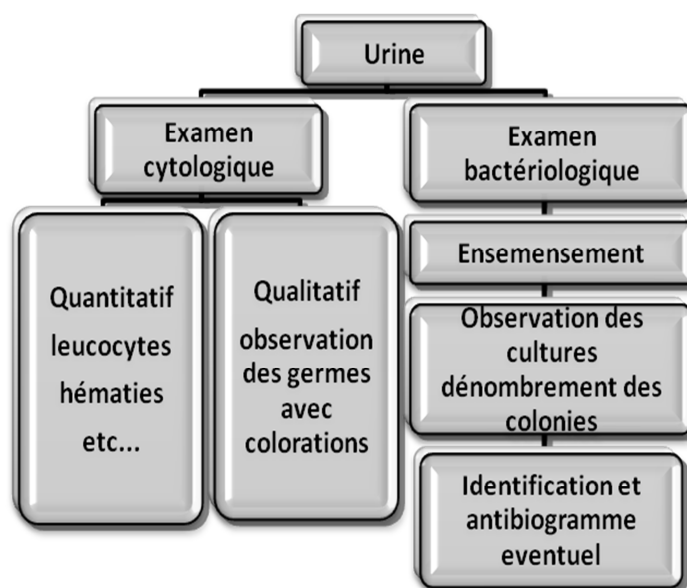 Urine
Examen
cytologique
Quantitatif
leucocytes
hématies
etc...
Qualitatif
observation
des germes
avec
colorations
Examen
bactériologique
Ensemensement
Observation des
cultures
dénombrement des
colonies
Identification et
antibiogramme
eventuel